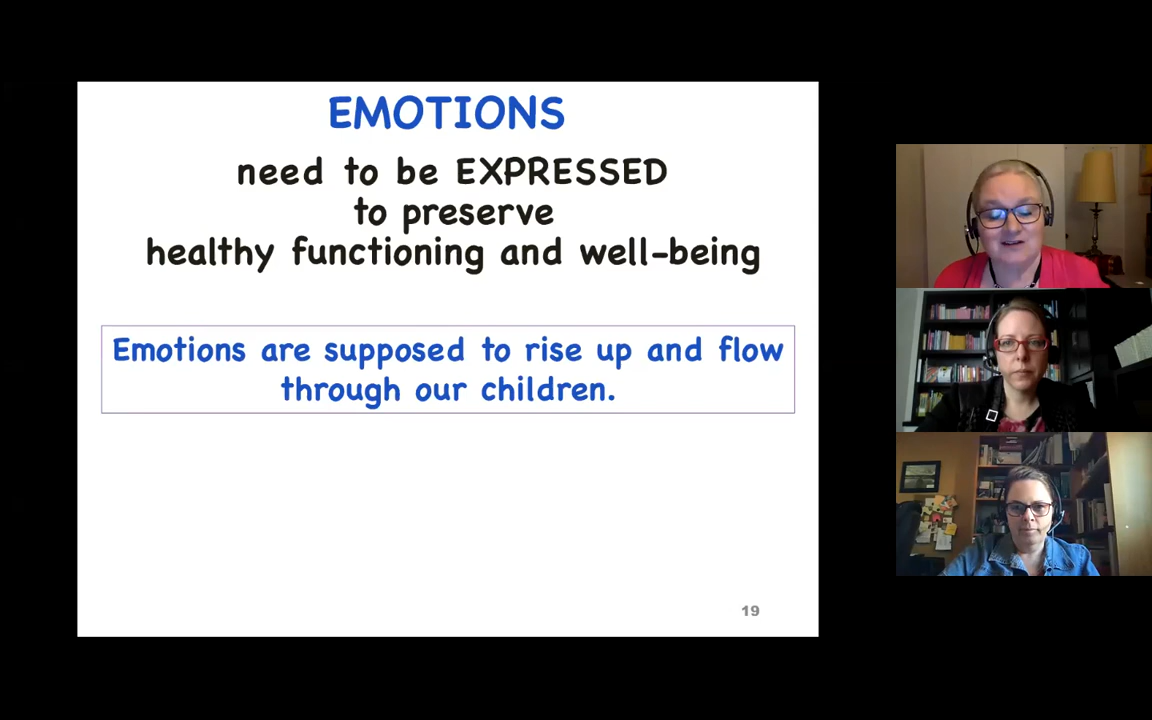 EMOTIONS
need to be EXPRESSED
to preserve
healthy functioning and well-being
Emotions are supposed to rise up and flow
through our children.
19